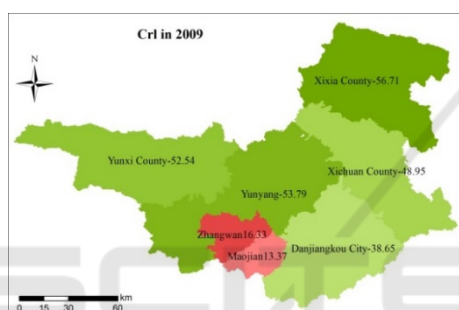 Crl in 2009
N
Xixia County-56.71
Yunxi County-52.54
Xichuan County-48.95
Yunyang-53.79
Zhangwan16.33
Maojian13.37
Danjiangkou City-38.65
km
0 15 30 60